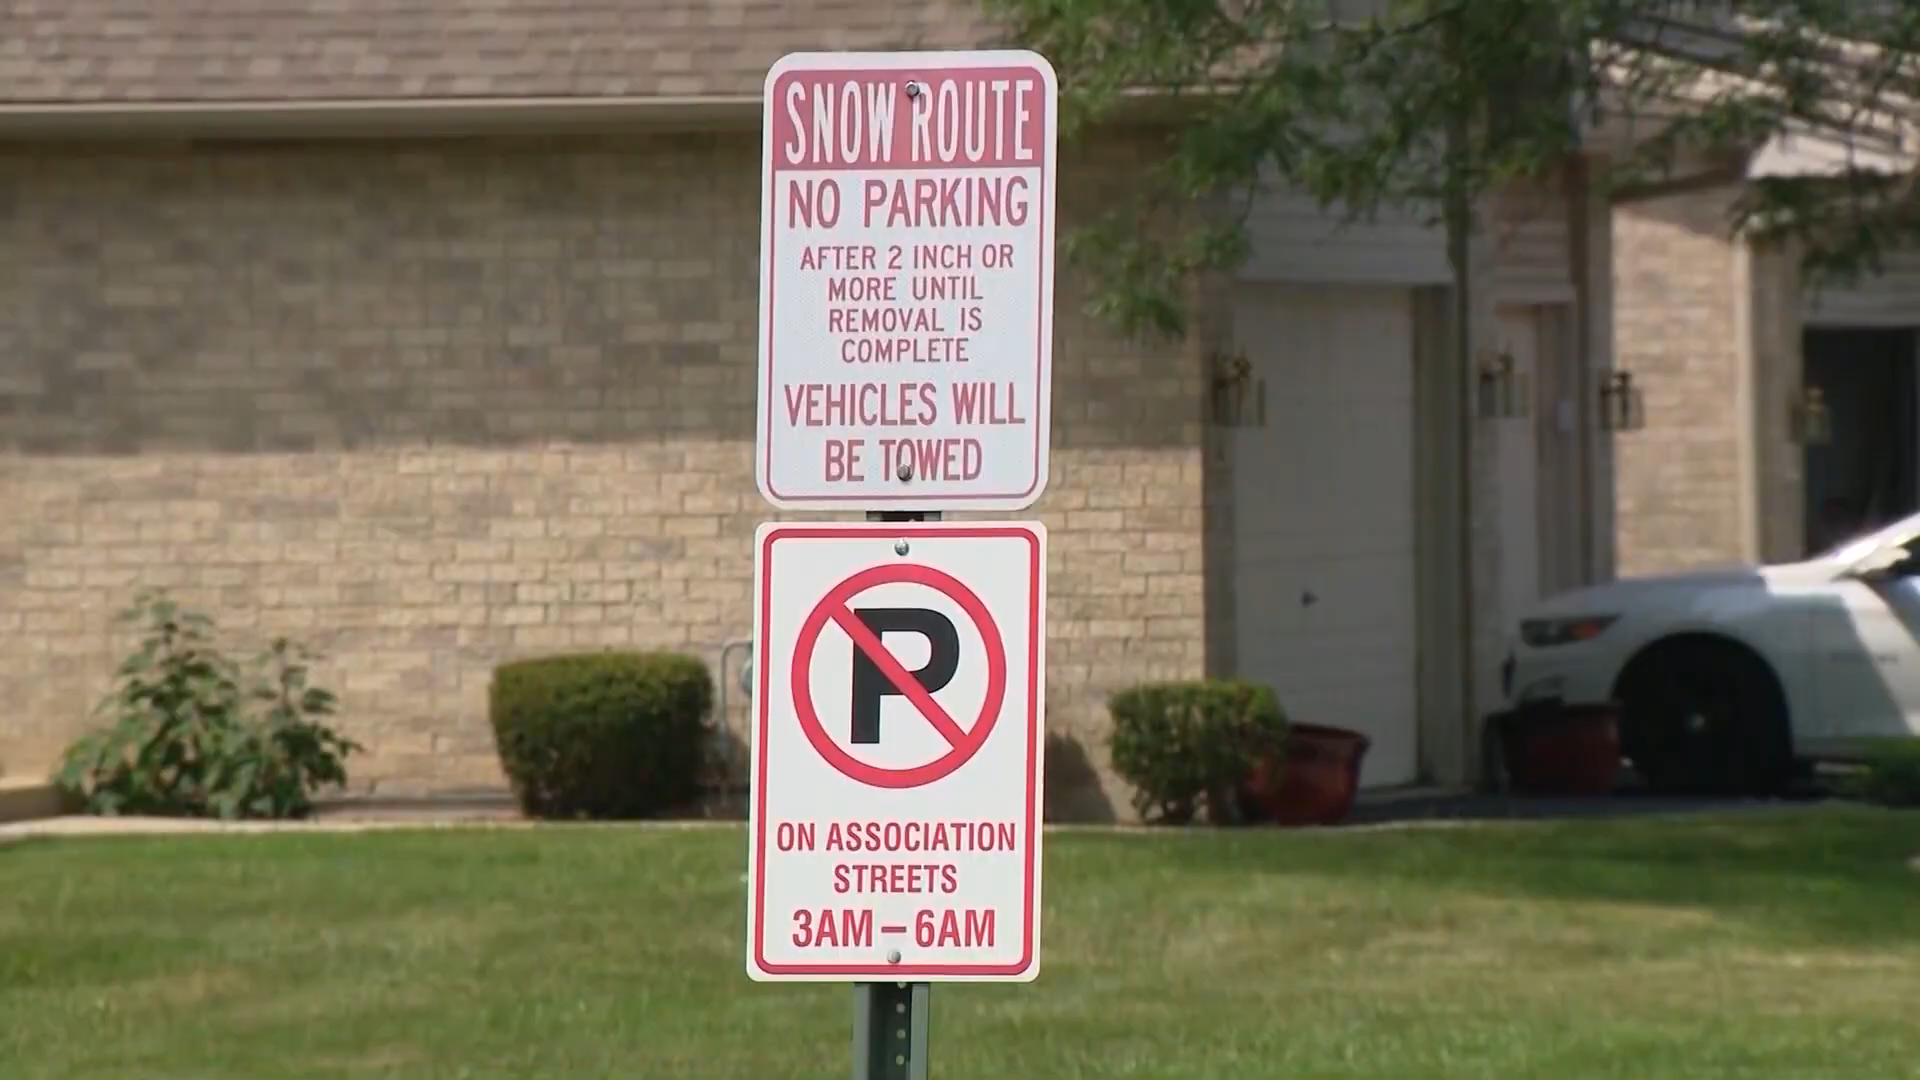 SNOW ROUTE
NO PARKING
AFTER 2 INCH OR
MORE UNTIL
REMOVAL IS
COMPLETE
VEHICLES WILL
BE TOWED
P
ON ASSOCIATION
STREETS
3AM – 6AM